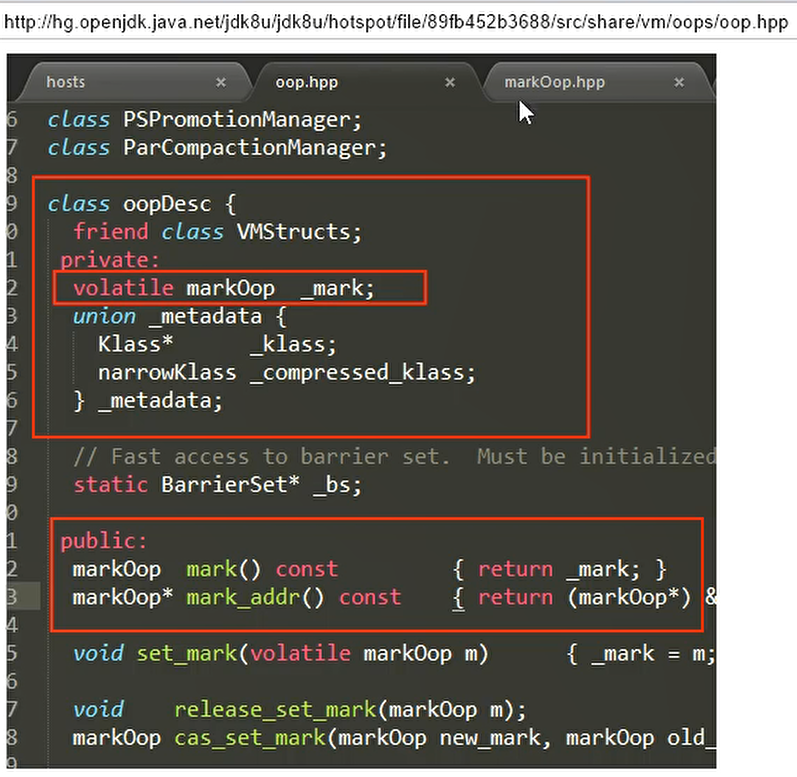 http://hg.openjdk.java.net/jdk8u/jdk8u/hotspot/file/89fb452b3688/src/share/vm/oops/oop.hpp
hosts × oop.hpp × markOop.hpp ×
6 class PSPromotionManager;
7 class ParCompactionManager;
8
9 class oopDesc {
0 friend class VMStructs;
1 private:
2 volatile markOop _mark;
3 union _metadata {
4 Klass* _klass;
5 narrowKlass _compressed_klass;
6 } _metadata;
7
8 // Fast access to barrier set. Must be initialized
9 static BarrierSet* _bs;
0
1 public:
2 markOop mark() const { return _mark; }
3 markOop* mark_addr() const { return (markOop*) &
4
5 void set_mark(volatile markOop m) { _mark = m;
6
7 void release_set_mark(markOop m);
8 markOop cas_set_mark(markOop new_mark, markOop old_
9